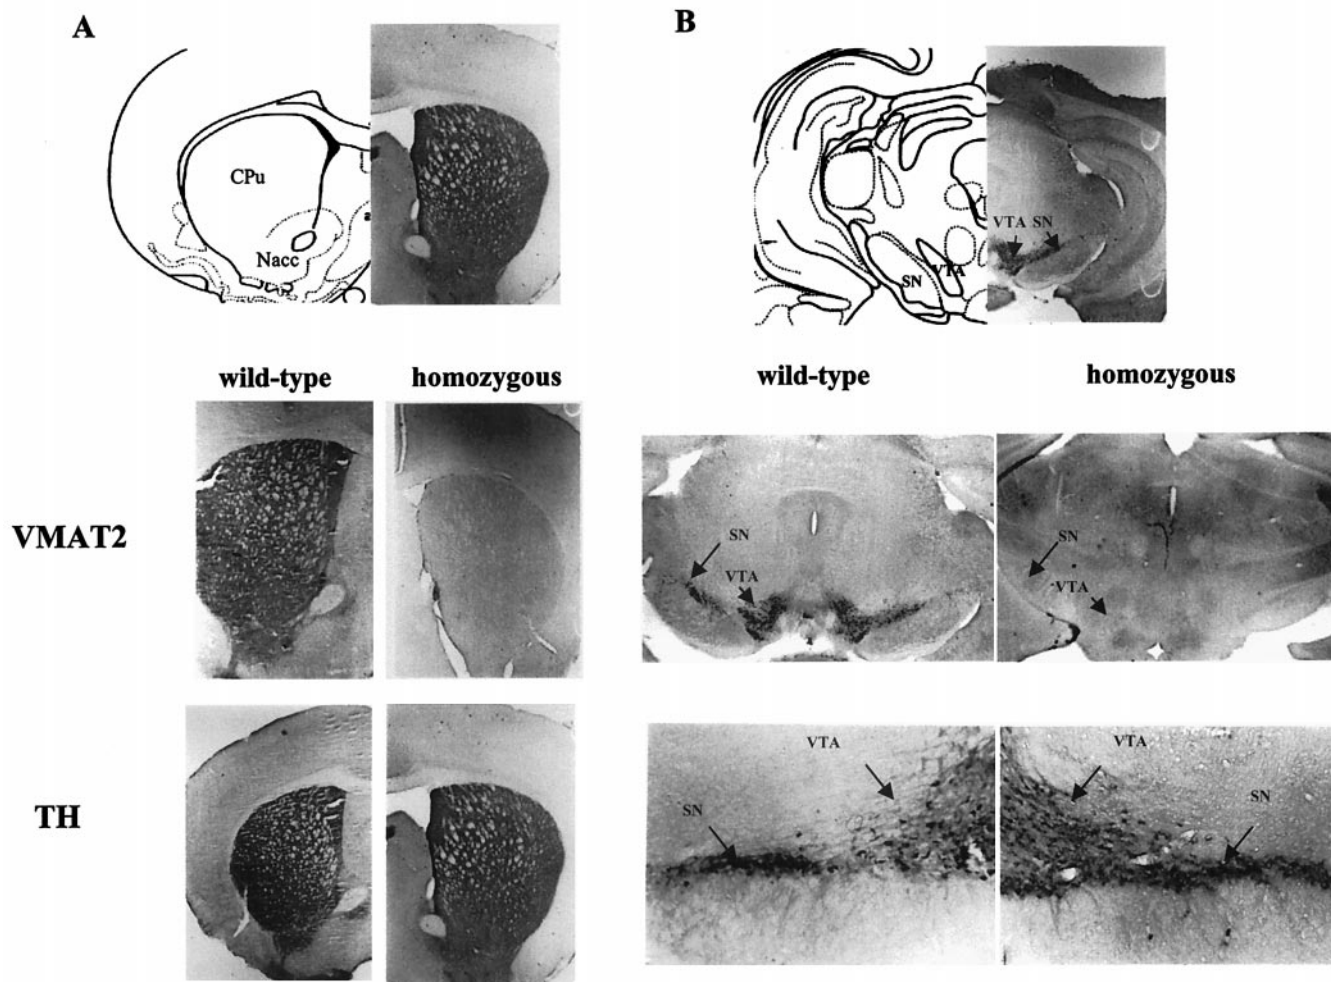 A
B
CPu
a
Nacc
VTA SN
SN VTA
wild-type homozygous
wild-type homozygous
VMAT2
SN
VTA
SN
VTA
TH
VTA
SN
VTA
SN